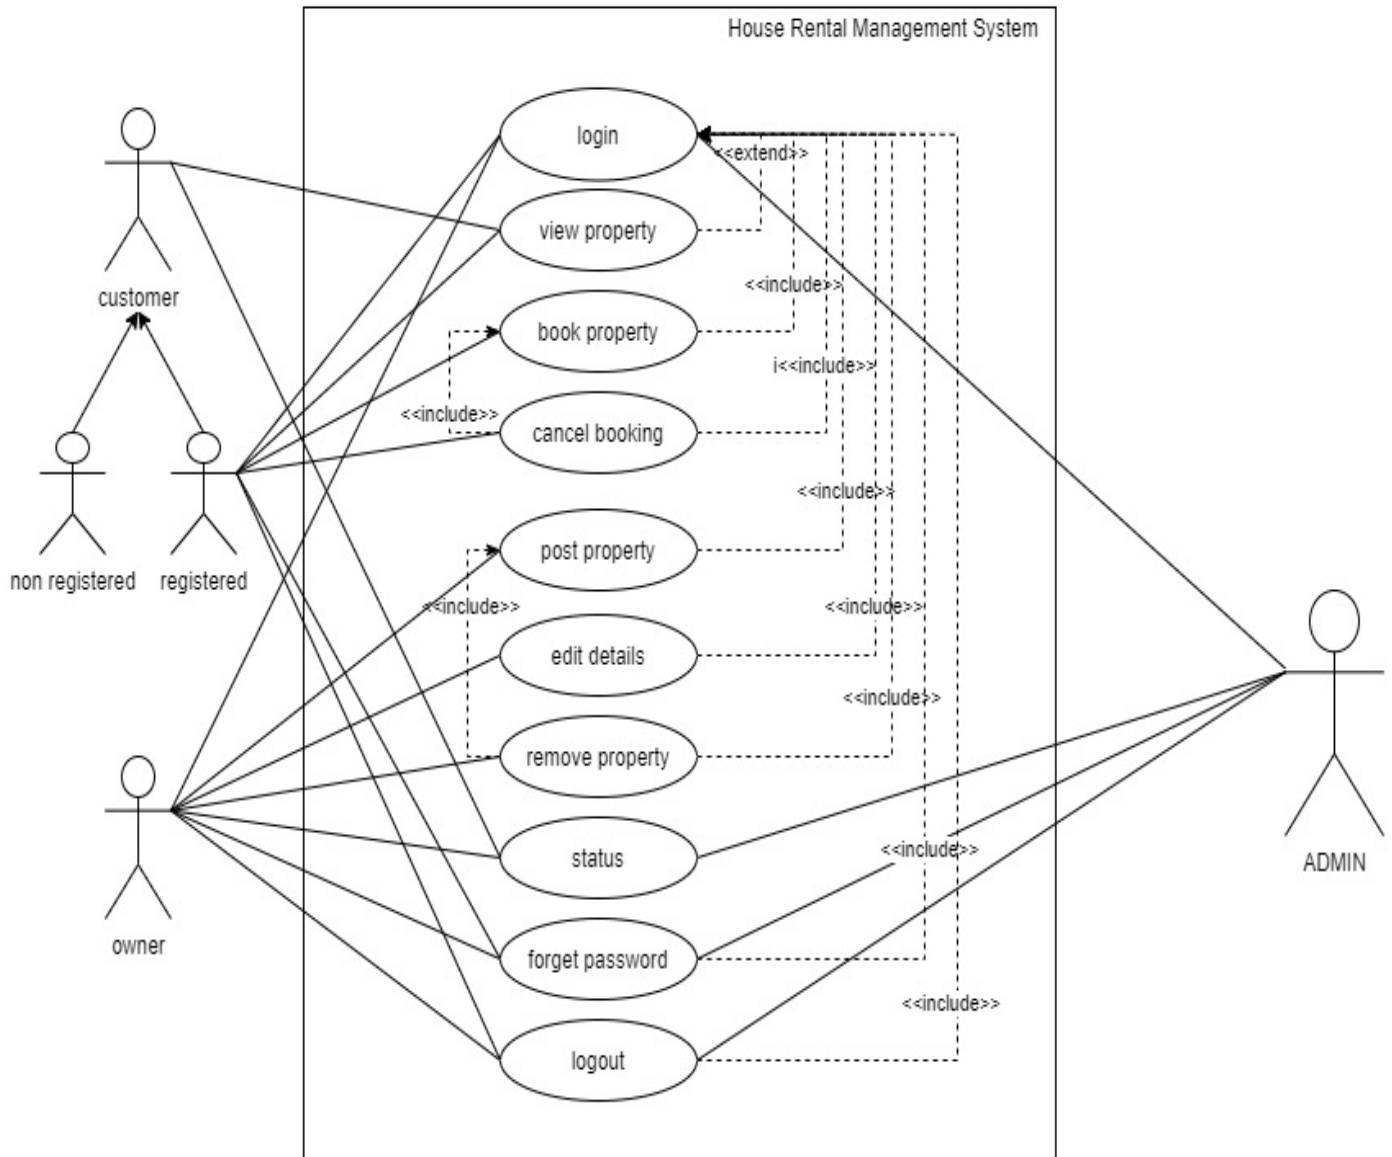 House Rental Management System
login
<<extend>>
view property
<<include>>
customer
book property
i<<include>>
<<include>>
cancel booking
<<include>>
post property
non registered
registered
<<include>>
<<include>>
edit details
<<include>>
remove property
<<include>>
status
ADMIN
owner
forget password
<<include>>
logout